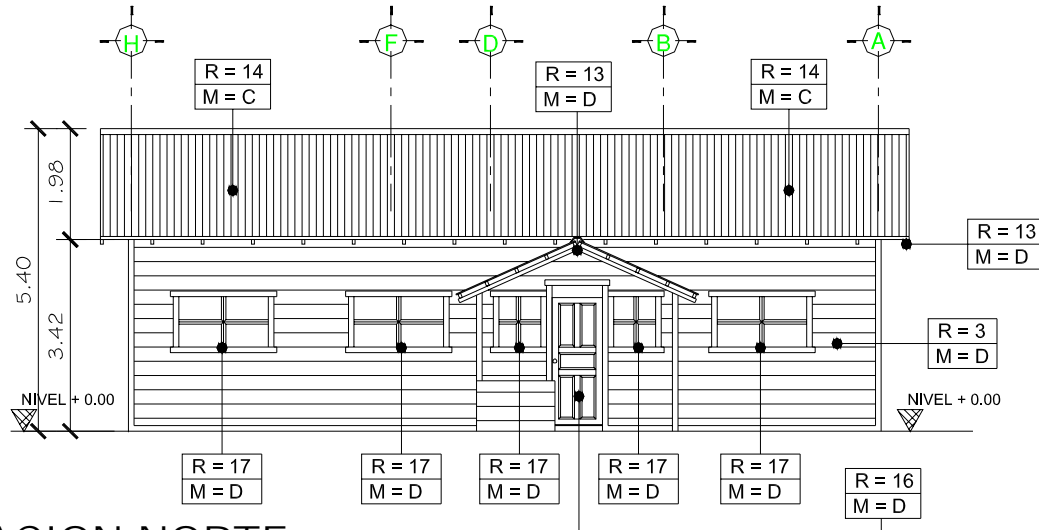 H F D B A
R = 14
M = C
R = 13
M = D
R = 14
M = C
1.98
5.40
3.42
R = 13
M = D
R = 3
M = D
NIVEL + 0.00
NIVEL + 0.00
R = 17
M = D
R = 17
M = D
R = 17
M = D
R = 17
M = D
R = 17
M = D
R = 16
M = D
NORTE